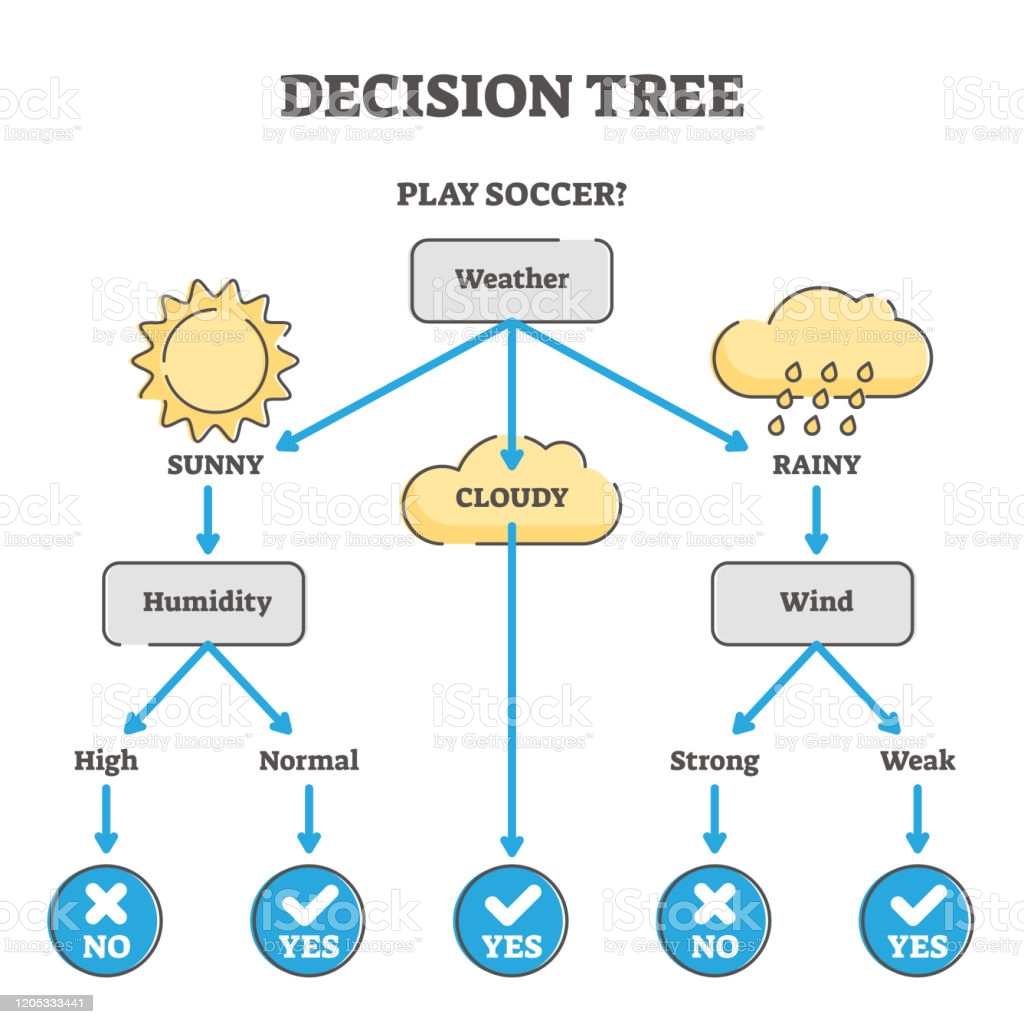 DECISION TREE
PLAY SOCCER?
Weather
SUNNY
RAINY
CLOUDY
Humidity
Wind
High
Normal
Strong
Weak
NO
YES
YES
NO
YES
iStock
by Getty Images™
1205333441